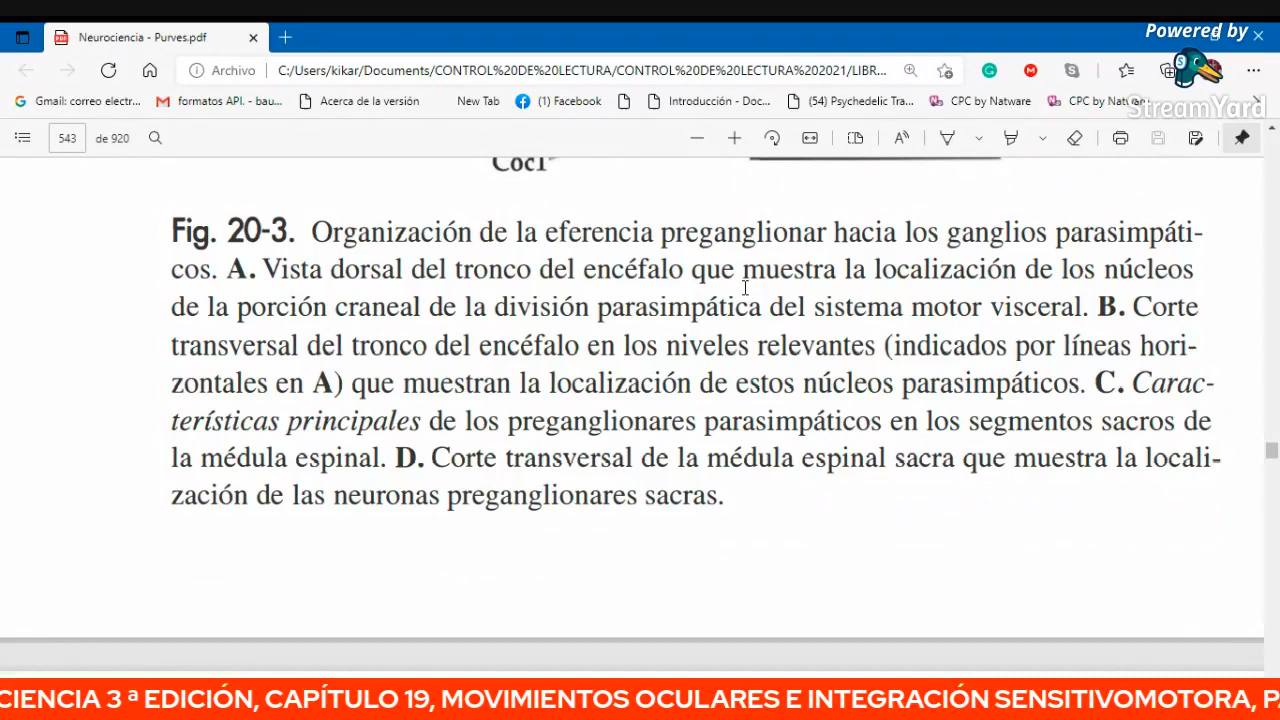 Powered by
StreamYard
Neurociencia - Purves.pdf
Archivo
C:/Users/kikar/Documents/CONTROL%20DE%20LECTURA/CONTROL%20DE%20LECTURA%202021/LIBR...
Gmail: correo electr...
formatos API. - bau...
Acerca de la versión
New Tab
(1) Facebook
Introducción - Doc...
(54) Psychedelic Tra...
CPC by Natware
CPC by Natw
543 de 920
Coc1
Fig. 20-3. Organización de la eferencia preganglionar hacia los ganglios parasimpáti-
cos. A. Vista dorsal del tronco del encéfalo que muestra la localización de los núcleos
de la porción craneal de la división parasimpática del sistema motor visceral. B. Corte
transversal del tronco del encéfalo en los niveles relevantes (indicados por líneas hori-
zontales en A) que muestran la localización de estos núcleos parasimpáticos. C. Carac-
terísticas principales de los preganglionares parasimpáticos en los segmentos sacros de
la médula espinal. D. Corte transversal de la médula espinal sacra que muestra la locali-
zación de las neuronas preganglionares sacras.
CIENCIA 3 ª EDICIÓN, CAPÍTULO 19, MOVIMIENTOS OCULARES E INTEGRACIÓN SENSITIVOMOTORA, PA